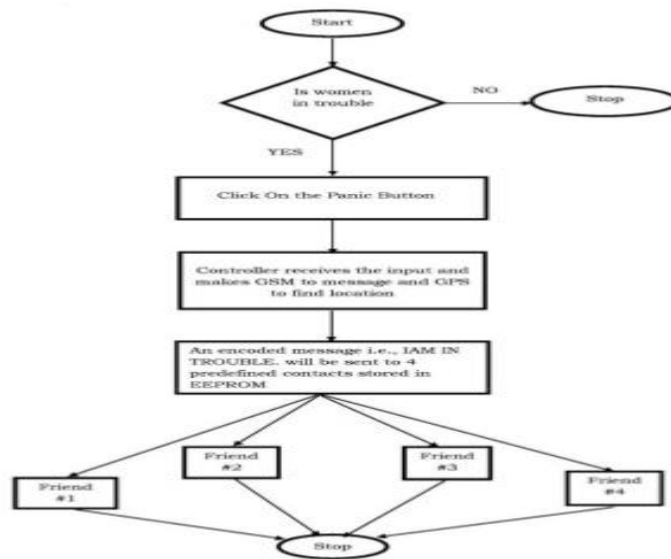 Start
Is women
in trouble
NO
Stop
YES
Click On the Panic Button
Controller receives the input and
makes GSM to message and GPS
to find location
An encoded message i.e., IAM IN
TROUBLE. will be sent to 4
predefined contacts stored in
EEPROM
Friend
#1
Friend
#2
Friend
#3
Friend
#4
Stop